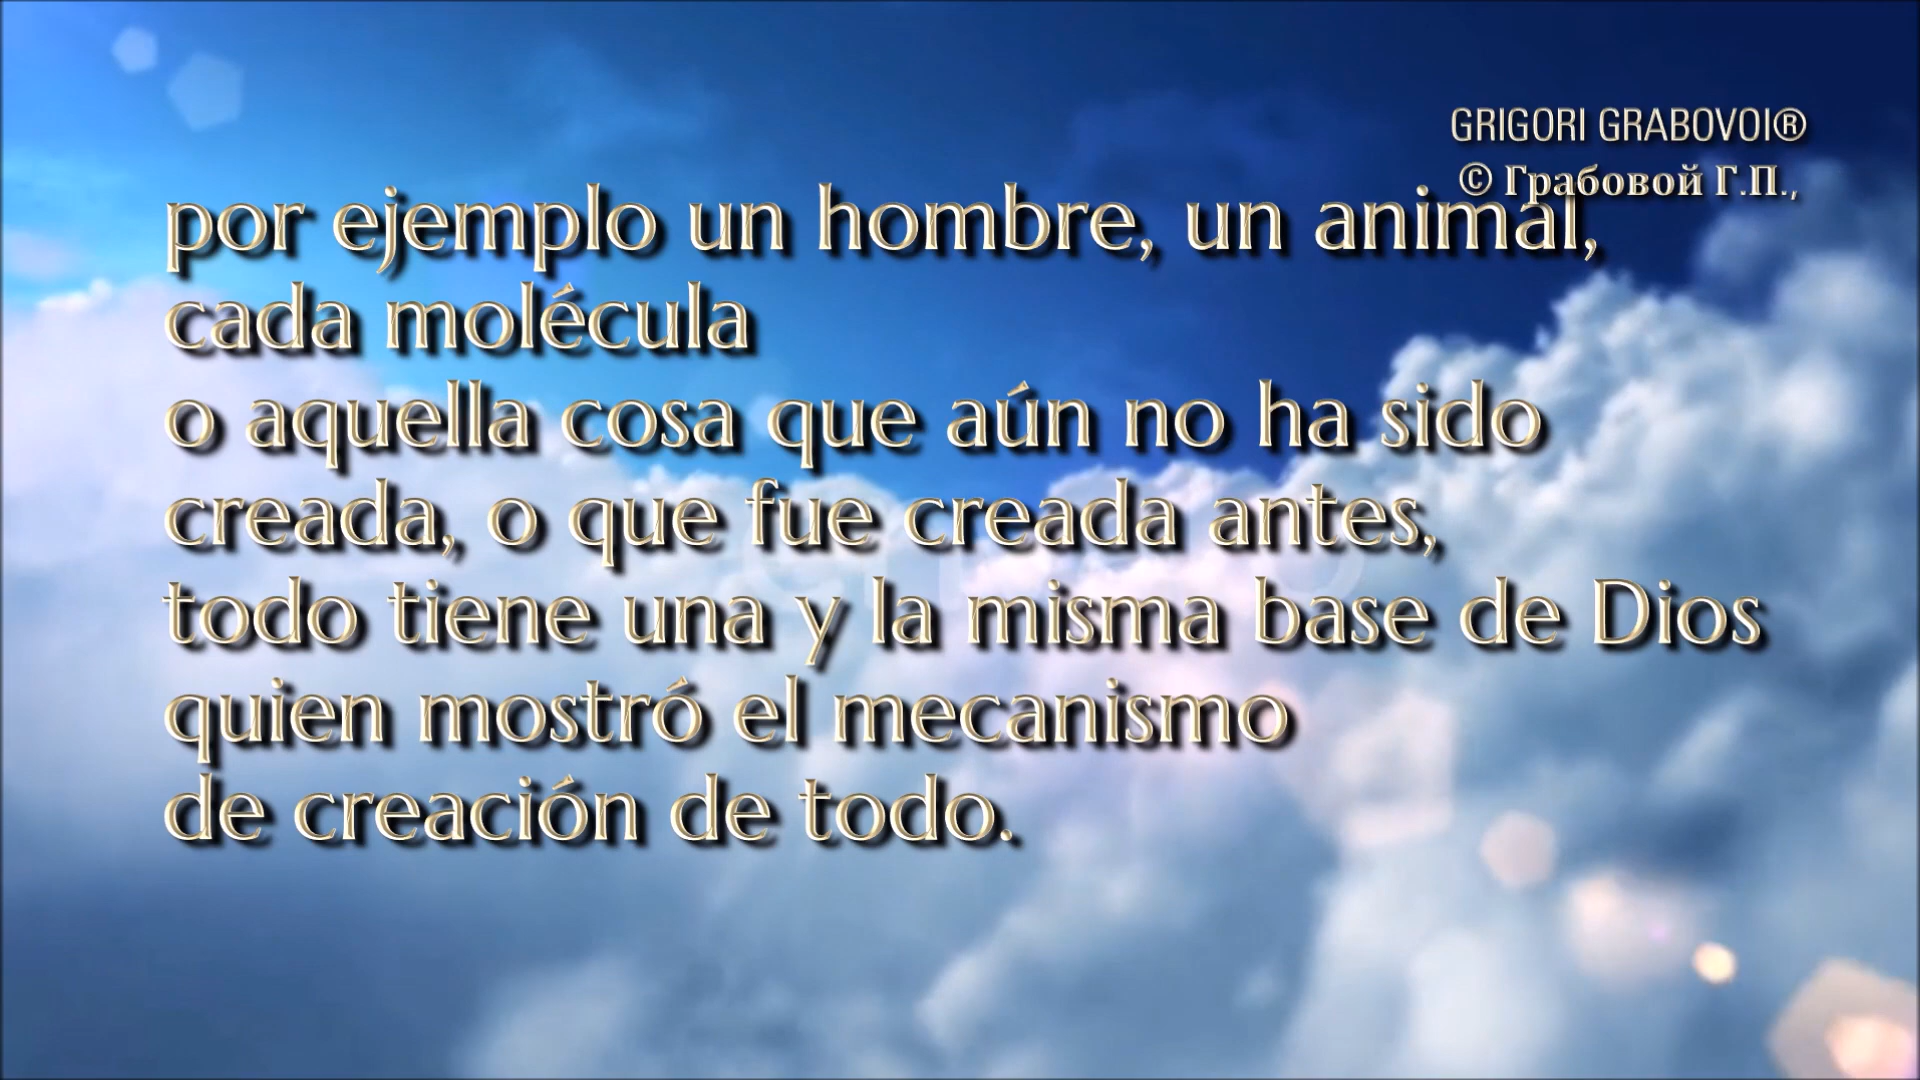 GRIGORI GRABOVOI®
© Грабовой Г.П.,
por ejemplo un hombre, un animal,
cada molécula
o aquella cosa que aún no ha sido
creada, o que fue creada antes,
todo tiene una y la misma base de Dios
quien mostró el mecanismo
de creación de todo.